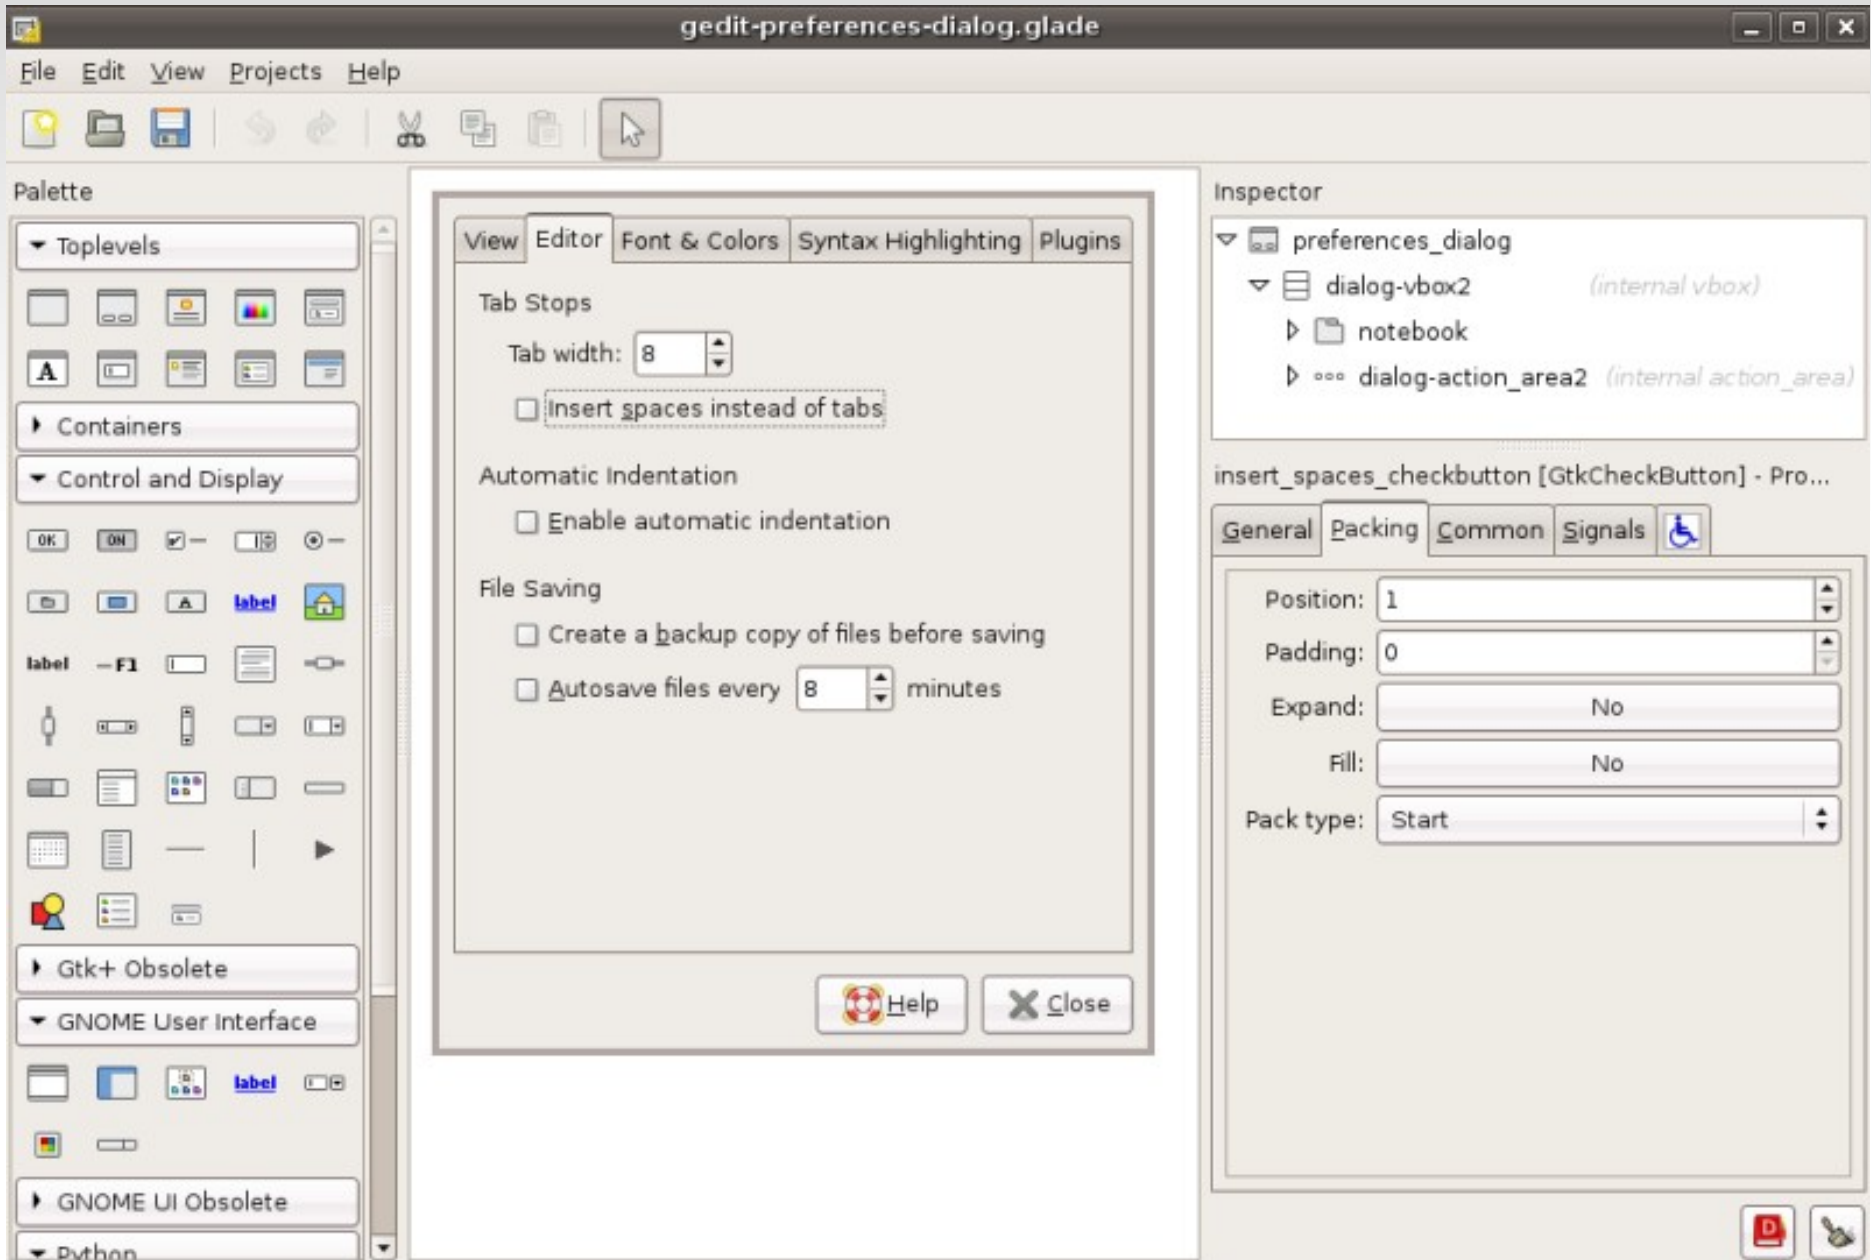 gedit-preferences-dialog.glade
File Edit View Projects Help
Palette
Toplevels
A
Containers
Control and Display
OK ON
A label
label F1
Gtk+ Obsolete
GNOME User Interface
label
GNOME UI Obsolete
Python
View Editor Font & Colors Syntax Highlighting Plugins
Tab Stops
Tab width: 8
Insert spaces instead of tabs
Automatic Indentation
Enable automatic indentation
File Saving
Create a backup copy of files before saving
Autosave files every 8 minutes
Help Close
Inspector
preferences_dialog
dialog-vbox2 (internal vbox)
notebook
dialog-action_area2 (internal action_area)
insert_spaces_checkbutton [GtkCheckButton] - Pro...
General Packing Common Signals
Position: 1
Padding: 0
Expand: No
Fill: No
Pack type: Start
D